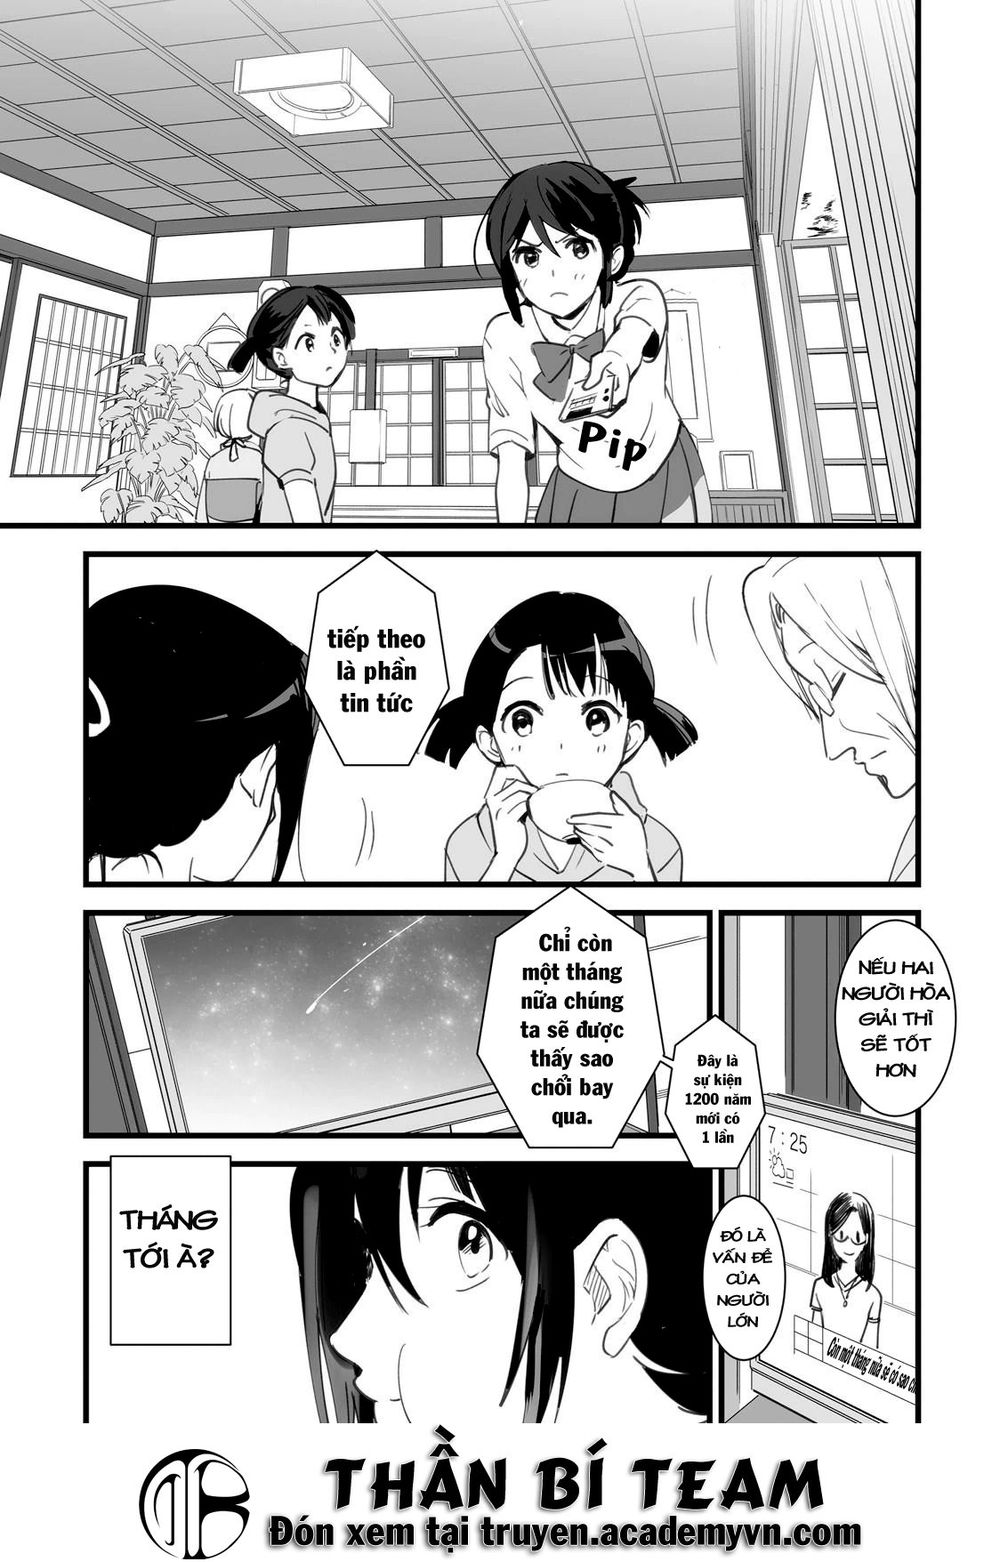 Pip
tiếp theo
là phần
tin tức
Chỉ còn
một tháng
nữa chúng
ta sẽ được
thấy sao
chổi bay
qua.
Đây là
sự kiện
1200 năm
mới có
1 lần
NẾU HAI
NGƯỜI HÒA
GIẢI THÌ
SẼ TỐT
HƠN
7:25
ĐÓ LÀ
VẤN ĐỀ
CỦA
NGƯỜI
LỚN
Còn một tháng nữa sẽ có sao
THÁNG
TỚI À?
THẦN BÍ TEAM
Đón xem tại truyen.academyvn.com